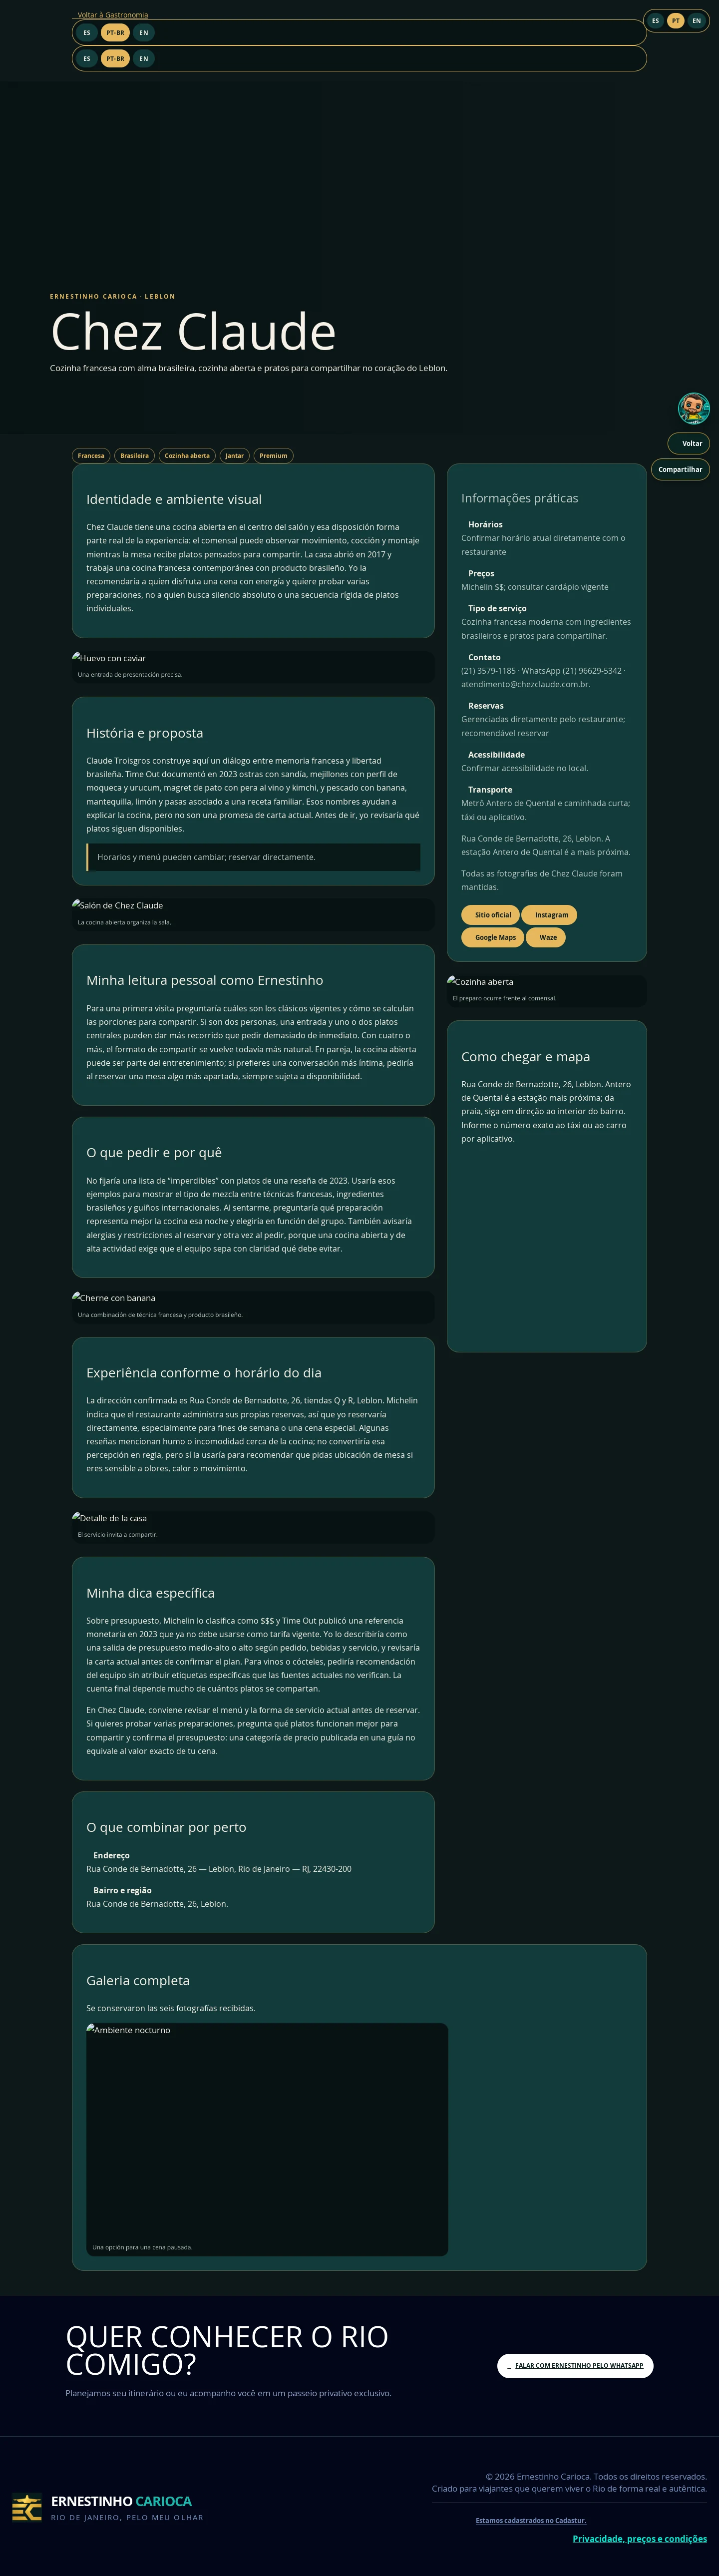 Voltar à Gastronomia
ES PT-BR EN
ES PT-BR EN
ES PT EN
ERNESTINHO CARIOCA · LEBLON
Chez Claude
Cozinha francesa com alma brasileira, cozinha aberta e pratos para compartilhar no coração do Leblon.
Voltar
Compartilhar
Francesa Brasileira Cozinha aberta Jantar Premium
Identidade e ambiente visual
Chez Claude tiene una cocina abierta en el centro del salón y esa disposición forma
parte real de la experiencia: el comensal puede observar movimiento, cocción y montaje
mientras la mesa recibe platos pensados para compartir. La casa abrió en 2017 y
trabaja una cocina francesa contemporánea con producto brasileño. Yo la
recomendaría a quien disfruta una cena con energía y quiere probar varias
preparaciones, no a quien busca silencio absoluto o una secuencia rígida de platos
individuales.
Huevo con caviar
Una entrada de presentación precisa.
História e proposta
Claude Troisgros construye aquí un diálogo entre memoria francesa y libertad
brasileña. Time Out documentó en 2023 ostras con sandía, mejillones con perfil de
moqueca y urucum, magret de pato con pera al vino y kimchi, y pescado con banana,
mantequilla, limón y pasas asociado a una receta familiar. Esos nombres ayudan a
explicar la cocina, pero no son una promesa de carta actual. Antes de ir, yo revisaría qué
platos siguen disponibles.
Horarios y menú pueden cambiar; reservar directamente.
Salón de Chez Claude
La cocina abierta organiza la sala.
Minha leitura pessoal como Ernestinho
Para una primera visita preguntaría cuáles son los clásicos vigentes y cómo se calculan
las porciones para compartir. Si son dos personas, una entrada y uno o dos platos
centrales pueden dar más recorrido que pedir demasiado de inmediato. Con cuatro o
más, el formato de compartir se vuelve todavía más natural. En pareja, la cocina abierta
puede ser parte del entretenimiento; si prefieres una conversación más íntima, pediría
al reservar una mesa algo más apartada, siempre sujeta a disponibilidad.
O que pedir e por quê
No fijaría una lista de “imperdibles” con platos de una reseña de 2023. Usaría esos
ejemplos para mostrar el tipo de mezcla entre técnicas francesas, ingredientes
brasileños y guiños internacionales. Al sentarme, preguntaría qué preparación
representa mejor la cocina esa noche y elegiría en función del grupo. También avisaría
alergias y restricciones al reservar y otra vez al pedir, porque una cocina abierta y de
alta actividad exige que el equipo sepa con claridad qué debe evitar.
Cherne con banana
Una combinación de técnica francesa y producto brasileño.
Experiência conforme o horário do dia
La dirección confirmada es Rua Conde de Bernadotte, 26, tiendas Q y R, Leblon. Michelin
indica que el restaurante administra sus propias reservas, así que yo reservaría
directamente, especialmente para fines de semana o una cena especial. Algunas
reseñas mencionan humo o incomodidad cerca de la cocina; no convertiría esa
percepción en regla, pero sí la usaría para recomendar que pidas ubicación de mesa si
eres sensible a olores, calor o movimiento.
Detalle de la casa
El servicio invita a compartir.
Minha dica específica
Sobre presupuesto, Michelin lo clasifica como $$$ y Time Out publicó una referencia
monetaria en 2023 que ya no debe usarse como tarifa vigente. Yo lo describiría como
una salida de presupuesto medio-alto o alto según pedido, bebidas y servicio, y revisaría
la carta actual antes de confirmar el plan. Para vinos o cócteles, pediría recomendación
del equipo sin atribuir etiquetas específicas que las fuentes actuales no verifican. La
cuenta final depende mucho de cuántos platos se compartan.
En Chez Claude, conviene revisar el menú y la forma de servicio actual antes de reservar.
Si quieres probar varias preparaciones, pregunta qué platos funcionan mejor para
compartir y confirma el presupuesto: una categoría de precio publicada en una guía no
equivale al valor exacto de tu cena.
O que combinar por perto
Endereço
Rua Conde de Bernadotte, 26 — Leblon, Rio de Janeiro — RJ, 22430-200
Bairro e região
Rua Conde de Bernadotte, 26, Leblon.
Informações práticas
Horários
Confirmar horário atual diretamente com o
restaurante
Preços
Michelin $$; consultar cardápio vigente
Tipo de serviço
Cozinha francesa moderna com ingredientes
brasileiros e pratos para compartilhar.
Contato
(21) 3579-1185 · WhatsApp (21) 96629-5342 ·
atendimento@chezclaude.com.br.
Reservas
Gerenciadas diretamente pelo restaurante;
recomendável reservar
Acessibilidade
Confirmar acessibilidade no local.
Transporte
Metrô Antero de Quental e caminhada curta;
táxi ou aplicativo.
Rua Conde de Bernadotte, 26, Leblon. A
estação Antero de Quental é a mais próxima.
Todas as fotografias de Chez Claude foram
mantidas.
Sitio oficial Instagram
Google Maps Waze
Cozinha aberta
El preparo ocurre frente al comensal.
Como chegar e mapa
Rua Conde de Bernadotte, 26, Leblon. Antero
de Quental é a estação mais próxima; da
praia, siga em direção ao interior do bairro.
Informe o número exato ao táxi ou ao carro
por aplicativo.
Galeria completa
Se conservaron las seis fotografías recibidas.
Ambiente nocturno
Una opción para una cena pausada.
QUER CONHECER O RIO
COMIGO?
Planejamos seu itinerário ou eu acompanho você em um passeio privativo exclusivo.
FALAR COM ERNESTINHO PELO WHATSAPP
ERNESTINHO CARIOCA
RIO DE JANEIRO, PELO MEU OLHAR
© 2026 Ernestinho Carioca. Todos os direitos reservados.
Criado para viajantes que querem viver o Rio de forma real e autêntica.
Estamos cadastrados no Cadastur.
Privacidade, preços e condições